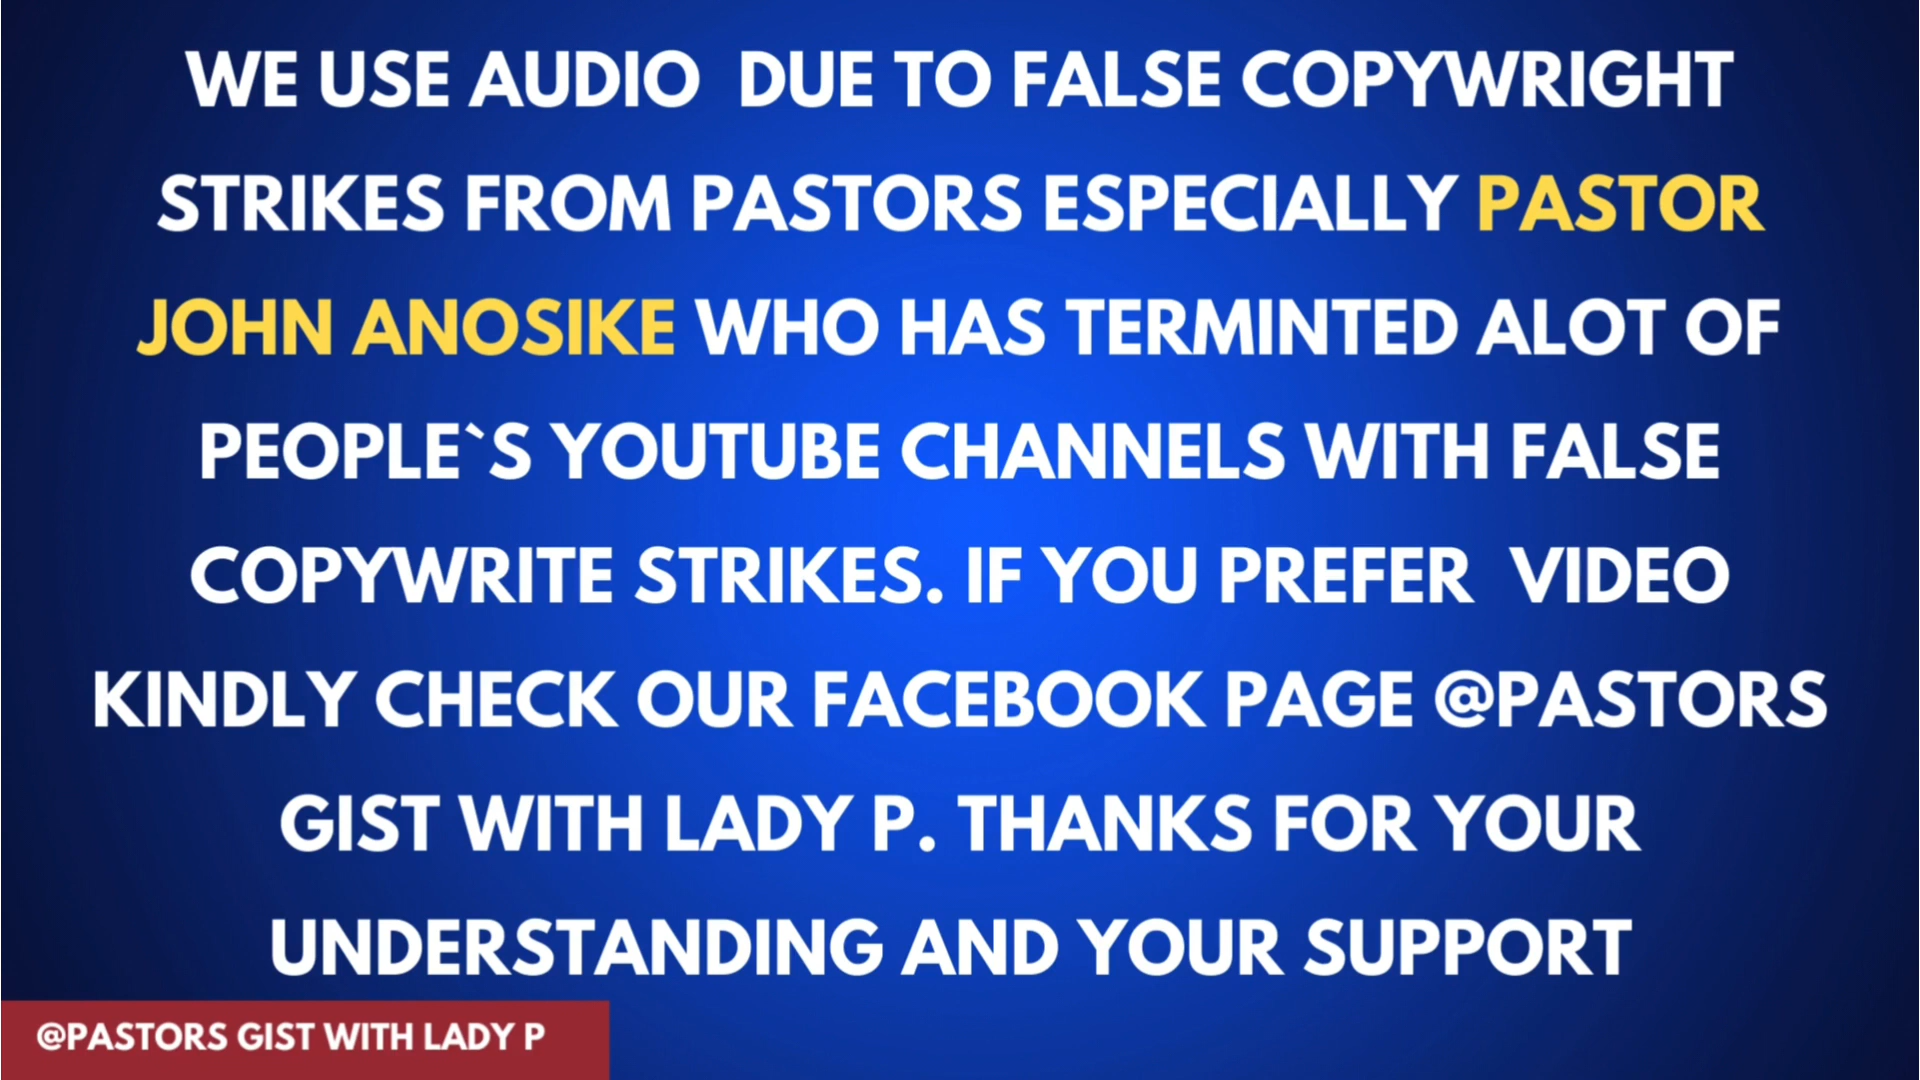 WE USE AUDIO  DUE TO FALSE COPYWRIGHT
STRIKES FROM PASTORS ESPECIALLY PASTOR
JOHN ANOSIKE WHO HAS TERMINTED ALOT OF
PEOPLE`S YOUTUBE CHANNELS WITH FALSE
COPYWRITE STRIKES. IF YOU PREFER  VIDEO
KINDLY CHECK OUR FACEBOOK PAGE @PASTORS
GIST WITH LADY P. THANKS FOR YOUR
UNDERSTANDING AND YOUR SUPPORT
@PASTORS GIST WITH LADY P